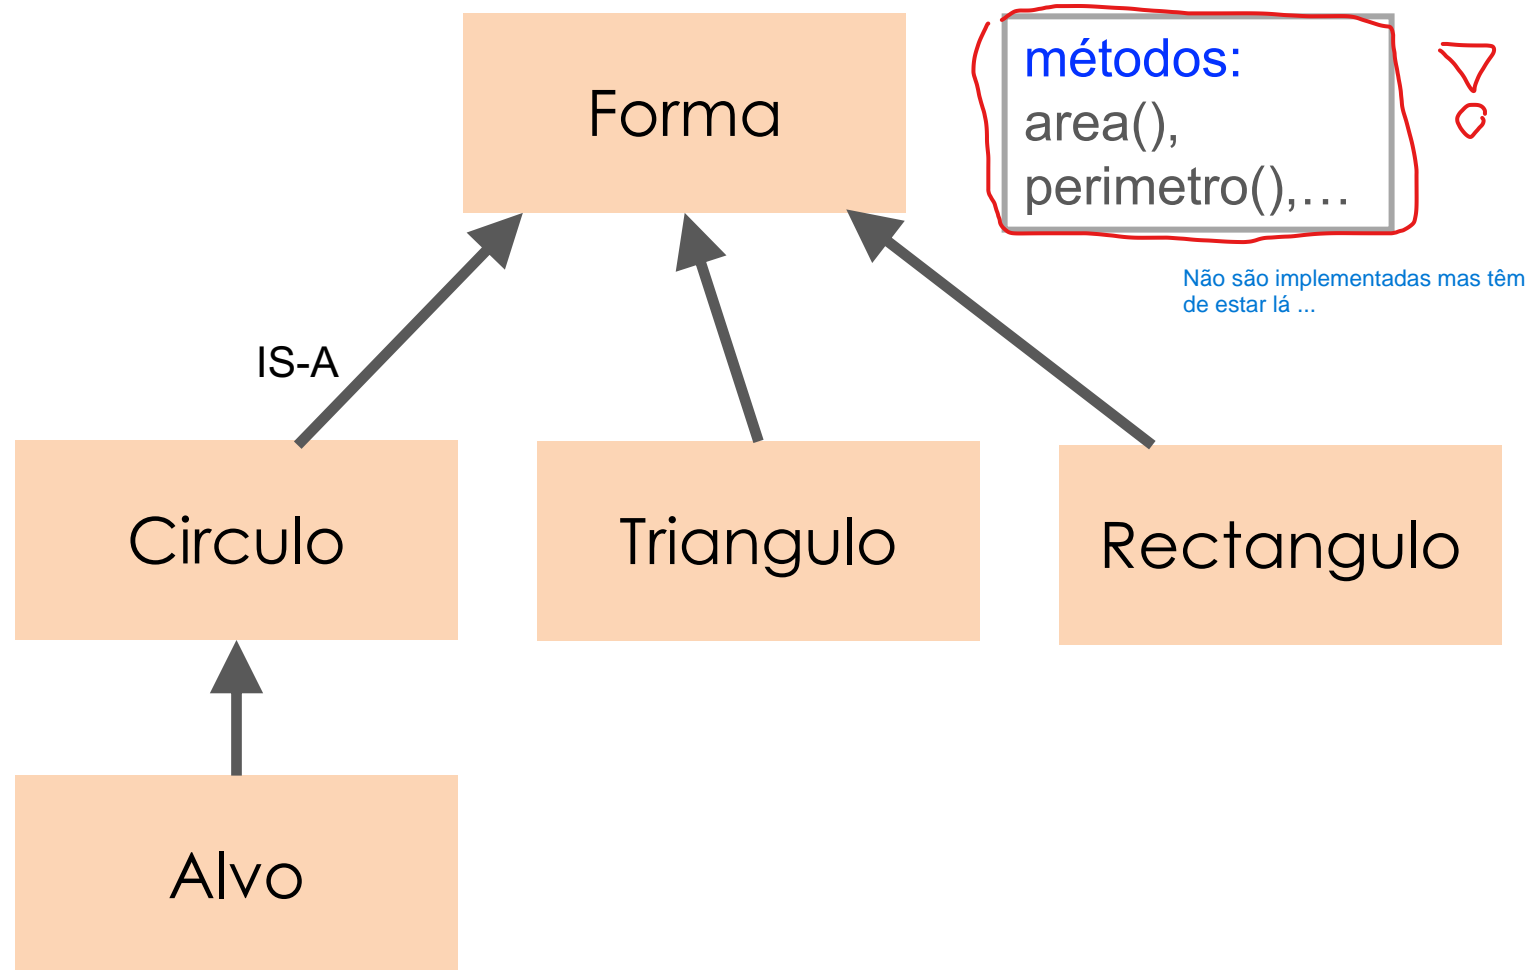 Forma
métodos:
area(),
perimetro(),...
Não são implementadas mas têm
de estar lá ...
IS-A
Circulo
Triangulo
Rectangulo
Alvo